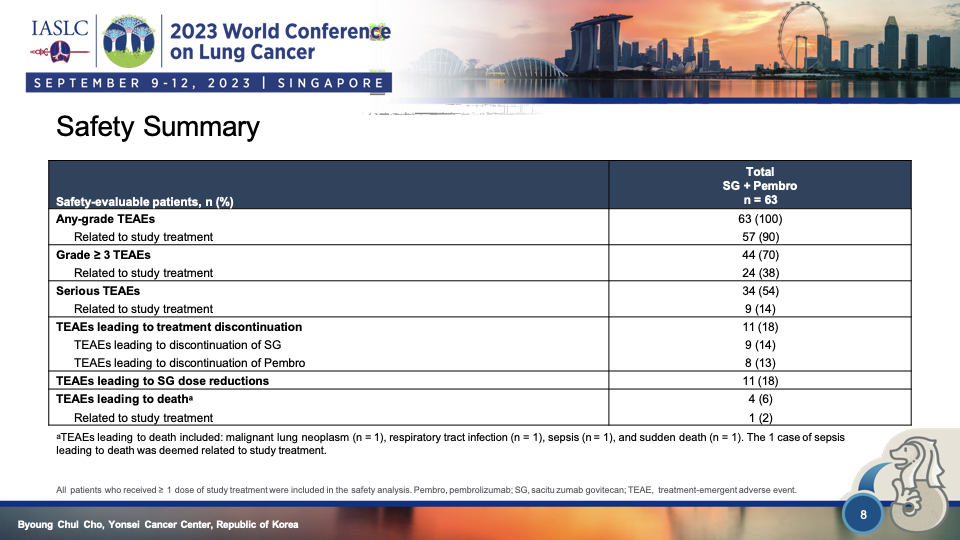 IASLC
2023 World Conference
on Lung Cancer
SEPTEMBER 9-12, 2023 | SINGAPORE
Safety Summary
Safety-evaluable patients, n (%)
Total
SG + Pembro
n = 63
Any-grade TEAEs 63 (100)
Related to study treatment 57 (90)
Grade ≥ 3 TEAEs 44 (70)
Related to study treatment 24 (38)
Serious TEAEs 34 (54)
Related to study treatment 9 (14)
TEAEs leading to treatment discontinuation 11 (18)
TEAEs leading to discontinuation of SG 9 (14)
TEAEs leading to discontinuation of Pembro 8 (13)
TEAEs leading to SG dose reductions 11 (18)
TEAEs leading to deathᵃ 4 (6)
Related to study treatment 1 (2)
ᵃTEAEs leading to death included: malignant lung neoplasm (n = 1), respiratory tract infection (n = 1), sepsis (n = 1), and sudden death (n = 1). The 1 case of sepsis
leading to death was deemed related to study treatment.
All patients who received ≥ 1 dose of study treatment were included in the safety analysis. Pembro, pembrolizumab; SG, sacitu zumab govitecan; TEAE, treatment-emergent adverse event.
8
Byoung Chul Cho, Yonsei Cancer Center, Republic of Korea